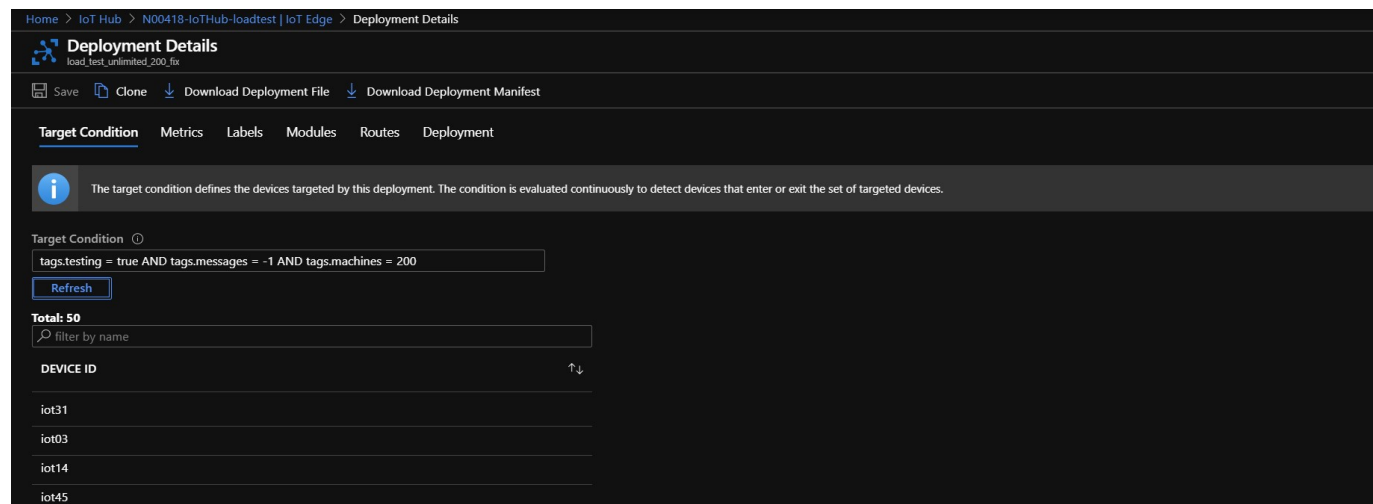 Home > IoT Hub > N00418-IoTHub-loadtest | IoT Edge > Deployment Details
Deployment Details
load_test_unlimited_200_fix
Save Clone Download Deployment File Download Deployment Manifest
Target Condition Metrics Labels Modules Routes Deployment
The target condition defines the devices targeted by this deployment. The condition is evaluated continuously to detect devices that enter or exit the set of targeted devices.
Target Condition
tags.testing = true AND tags.messages = -1 AND tags.machines = 200
Refresh
Total: 50
filter by name
DEVICE ID
iot31
iot03
iot14
iot45